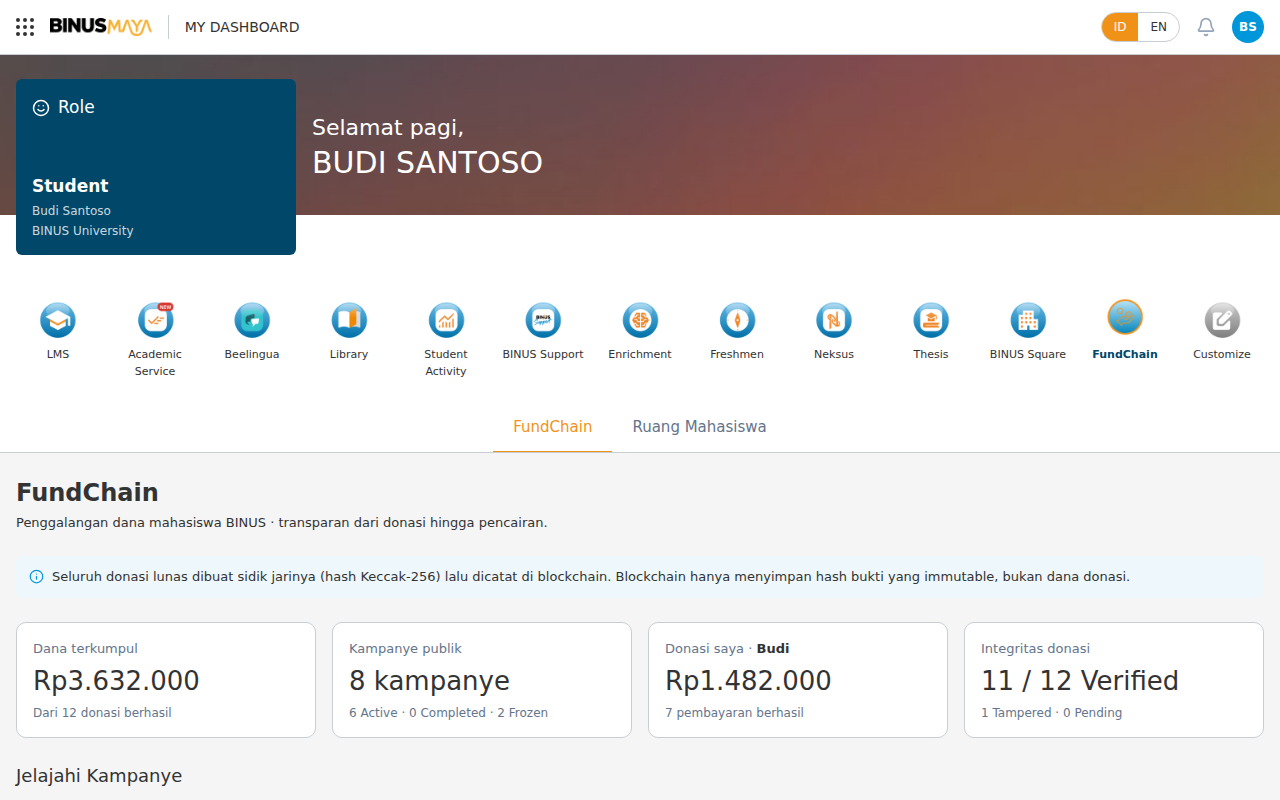 BINUSMAYA
MY DASHBOARD
ID
EN
BS
Role
Student
Budi Santoso
BINUS University
Selamat pagi,
BUDI SANTOSO
LMS
NEW
Academic
Service
Beelingua
Library
Student
Activity
BINUS Support
Enrichment
Freshmen
Neksus
Thesis
BINUS Square
FundChain
Customize
FundChain
Ruang Mahasiswa
FundChain
Penggalangan dana mahasiswa BINUS · transparan dari donasi hingga pencairan.
Seluruh donasi lunas dibuat sidik jarinya (hash Keccak-256) lalu dicatat di blockchain. Blockchain hanya menyimpan hash bukti yang immutable, bukan dana donasi.
Dana terkumpul
Rp3.632.000
Dari 12 donasi berhasil
Kampanye publik
8 kampanye
6 Active · 0 Completed · 2 Frozen
Donasi saya · Budi
Rp1.482.000
7 pembayaran berhasil
Integritas donasi
11 / 12 Verified
1 Tampered · 0 Pending
Jelajahi Kampanye